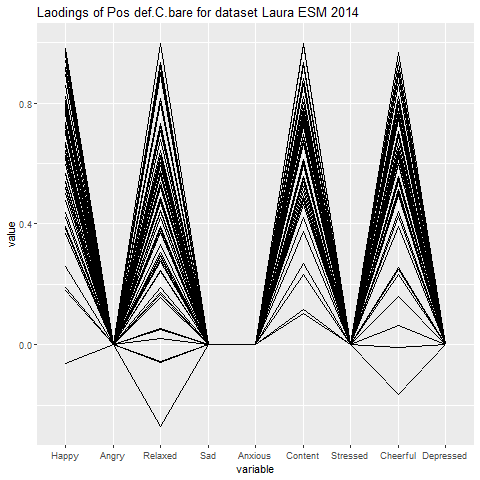 Laodings of Pos def.C.bare for dataset Laura ESM 2014
value
0.8
0.4
0.0
Happy Angry Relaxed Sad Anxious Content Stressed Cheerful Depressed
variable